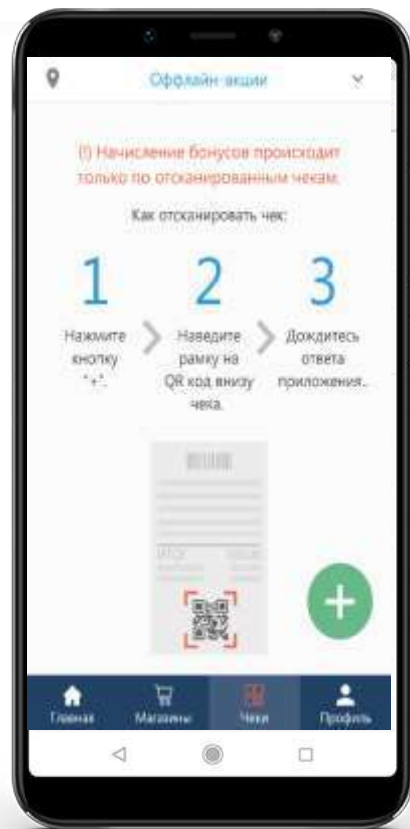 Оффлайн-акции
(!) Начисление бонусов происходит
только по отсканированным чекам.
Как отсканировать чек:
1
2
3
Нажмите
кнопку
"+".
Наведите
рамку на
QR код внизу
чека.
Дождитесь
ответа
приложения.
+
Главная
Магазины
Чеки
Профиль